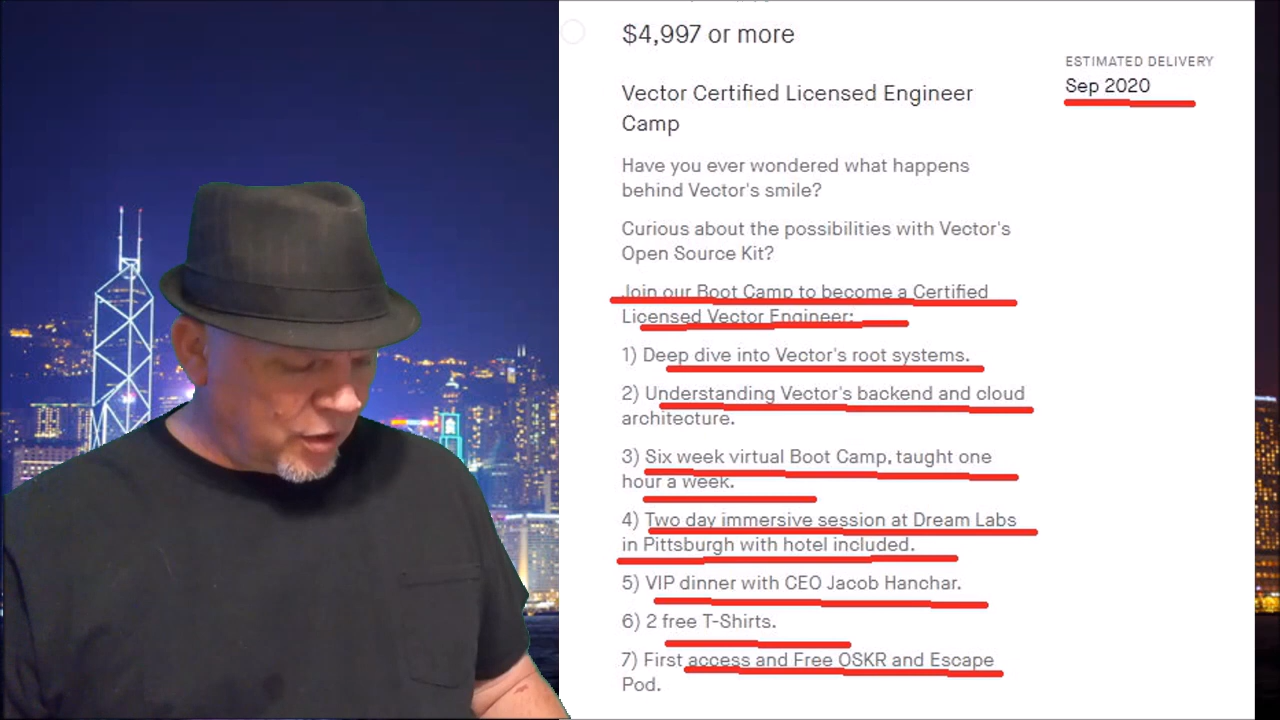 $4,997 or more
ESTIMATED DELIVERY
Sep 2020
Vector Certified Licensed Engineer
Camp
Have you ever wondered what happens
behind Vector's smile?
Curious about the possibilities with Vector's
Open Source Kit?
Join our Boot Camp to become a Certified
Licensed Vector Engineer:
1) Deep dive into Vector's root systems.
2) Understanding Vector's backend and cloud
architecture.
3) Six week virtual Boot Camp, taught one
hour a week.
4) Two day immersive session at Dream Labs
in Pittsburgh with hotel included.
5) VIP dinner with CEO Jacob Hanchar.
6) 2 free T-Shirts.
7) First access and Free OSKR and Escape
Pod.